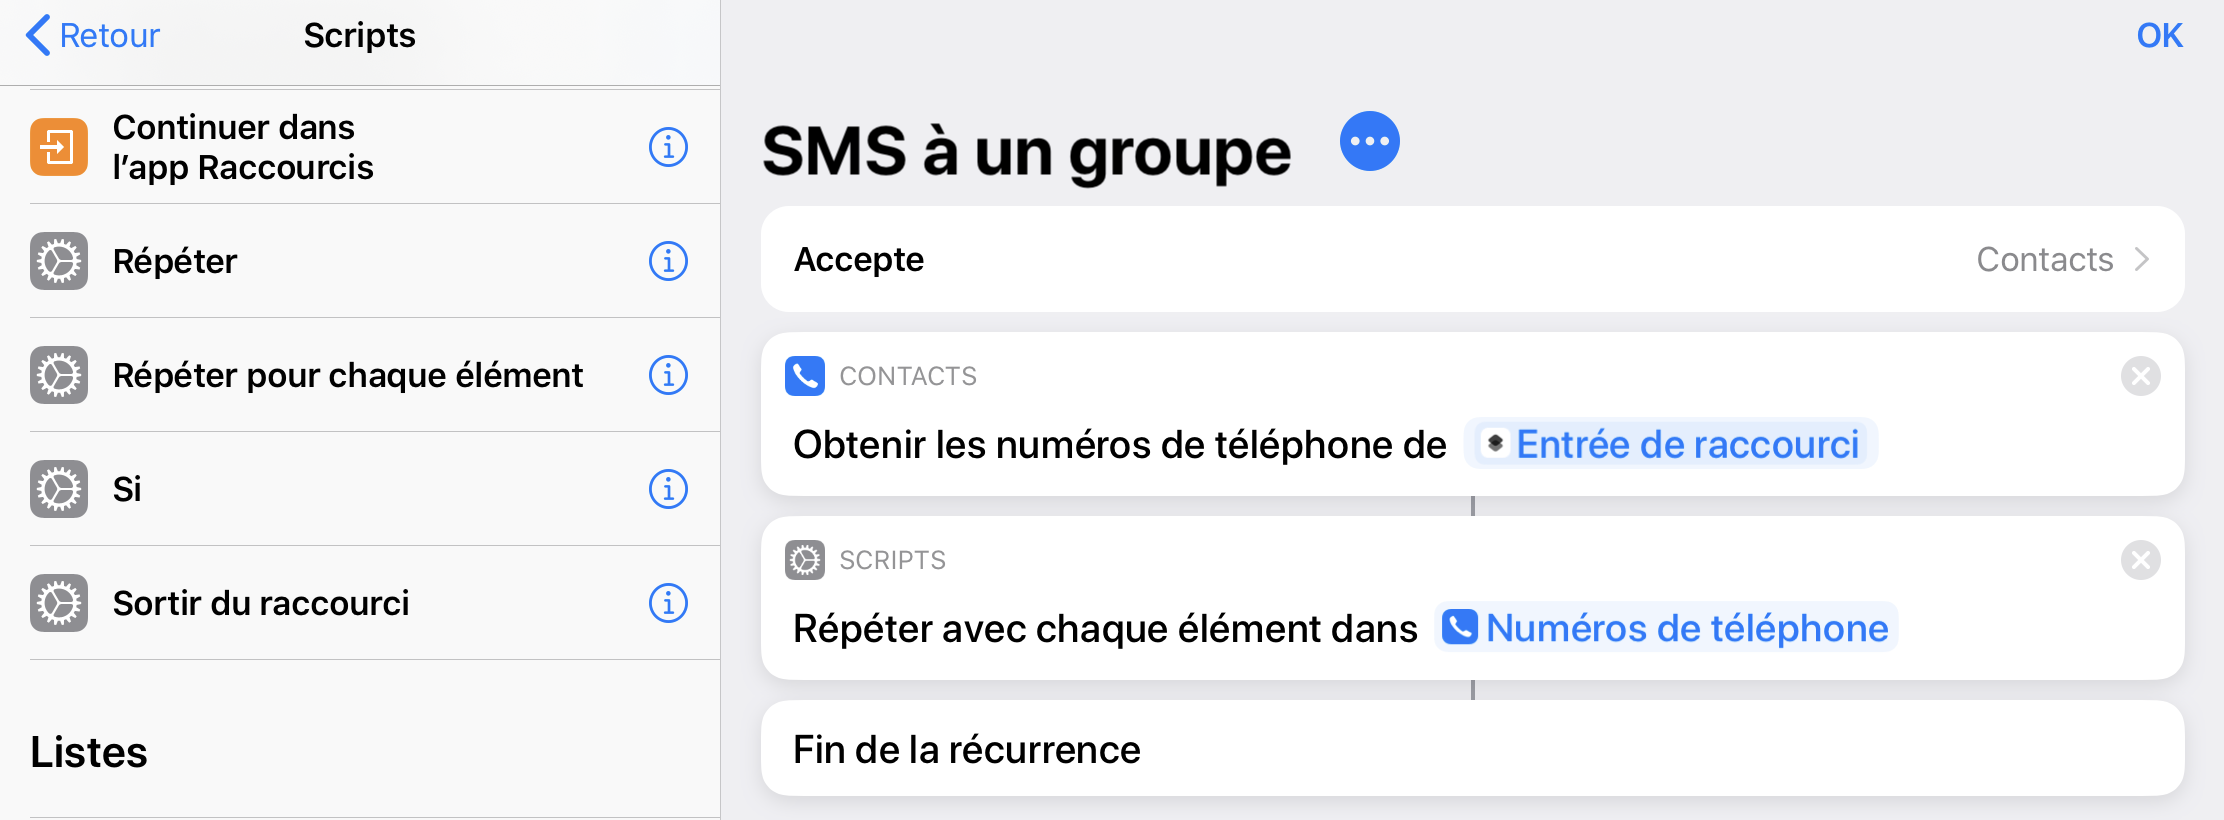 Retour
Scripts
Continuer dans
l’app Raccourcis
Répéter
Répéter pour chaque élément
Si
Sortir du raccourci
Listes
OK
SMS à un groupe
Accepte
Contacts
CONTACTS
Obtenir les numéros de téléphone de Entrée de raccourci
SCRIPTS
Répéter avec chaque élément dans Numéros de téléphone
Fin de la récurrence